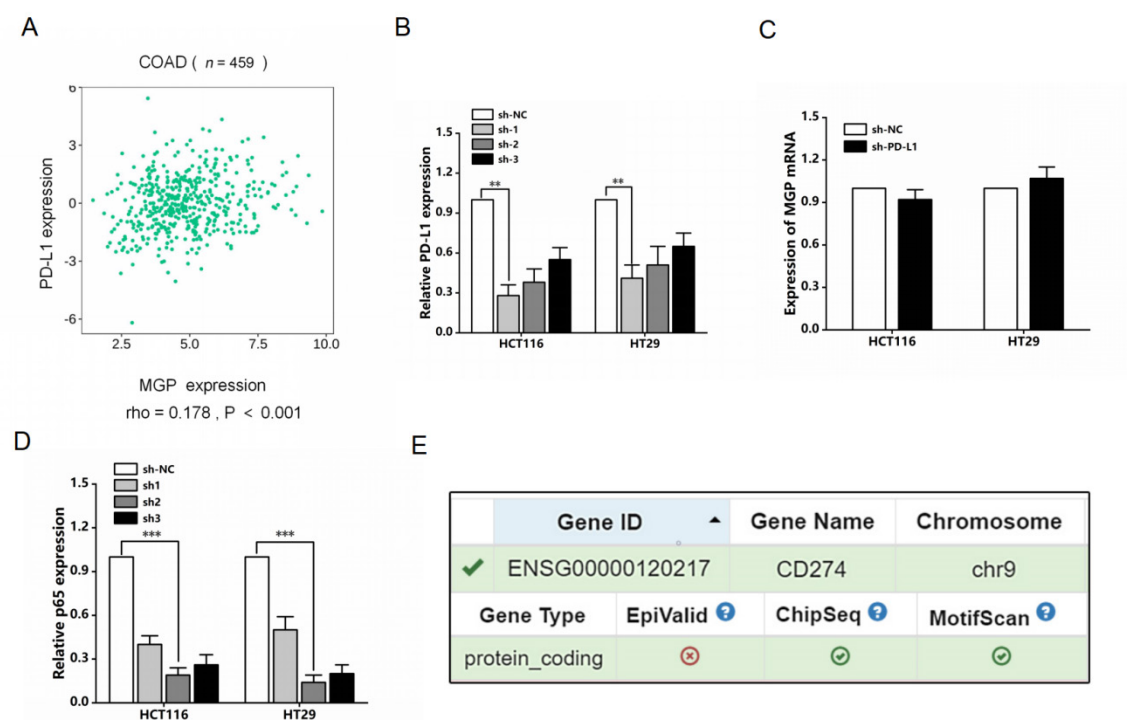 A
COAD ( n = 459 )
PD-L1 expression
6
3
0
-3
-6
2.5 5.0 7.5 10.0
MGP expression
rho = 0.178 , P < 0.001
B
sh-NC
sh-1
sh-2
sh-3
Relative PD-L1 expression
1.5
1.2
0.9
0.6
0.3
0.0
** **
HCT116 HT29
C
sh-NC
sh-PD-L1
Expression of MGP mRNA
1.5
1.2
0.9
0.6
0.3
0.0
HCT116 HT29
D
sh-NC
sh1
sh2
sh3
Relative p65 expression
1.5
1.2
0.9
0.6
0.3
0.0
*** ***
HCT116 HT29
E
Gene ID Gene Name Chromosome
ENSG00000120217 CD274 chr9
Gene Type EpiValid ? ChipSeq ? MotifScan ?
protein_coding